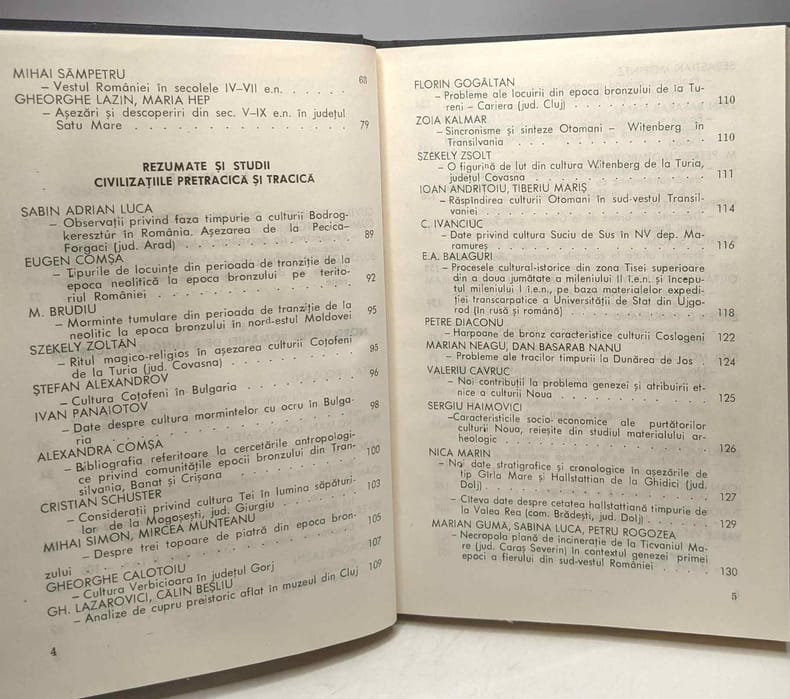 MIHAI SÂMPETRU
– Vestul României în secolele IV–VII e.n. . . . . . 68
GHEORGHE LAZIN, MARIA HEP
– Așezări și descoperiri din sec. V–IX e.n. în județul
Satu Mare . . . . . . . . . . . . . 79
REZUMATE ȘI STUDII
CIVILIZAȚIILE PRETRACICĂ ȘI TRACICĂ
SABIN ADRIAN LUCA
– Observații privind faza timpurie a culturii Bodrog-
keresztúr în România. Așezarea de la Pecica-
Forgaci (jud. Arad) . . . . . . . . . . 89
EUGEN COMȘA
– Tipurile de locuințe din perioada de tranziție de la
epoca neolitică la epoca bronzului pe terito-
riul României . . . . . . . . . . . 92
M. BRUDIU
– Morminte tumulare din perioada de tranziție de la
neolitic la epoca bronzului în nord-estul Moldovei 95
SZÉKELY ZOLTÁN
– Ritul magico-religios în așezarea culturii Coțofeni
de la Turia (jud. Covasna) . . . . . . . . 95
ȘTEFAN ALEXANDROV
– Cultura Coțofeni în Bulgaria . . . . . . . 96
IVAN PANAIOTOV
– Date despre cultura mormintelor cu ocru în Bulga-
ria . . . . . . . . . . . . . . 98
ALEXANDRA COMȘA
– Bibliografia referitoare la cercetările antropologi-
ce privind comunitățile epocii bronzului din Tran-
silvania, Banat și Crișana . . . . . . . . 100
CRISTIAN SCHUSTER
– Considerații privind cultura Tei în lumina săpături-
lor de la Mogoșești, jud. Giurgiu . . . . . . 103
MIHAI SIMON, MIRCEA MUNTEANU
– Despre trei topoare de piatră din epoca bron-
zului . . . . . . . . . . . . . . 105
GHEORGHE CALOTOIU
– Cultura Verbicioara în județul Gorj . . . . . 107
GH. LAZAROVICI, CĂLIN BEȘLIU
– Analize de cupru preistoric aflat în muzeul din Cluj 109
4
FLORIN GOGÂLTAN
– Probleme ale locuirii din epoca bronzului de la Tu-
reni – Cariera (jud. Cluj) . . . . . . . . 110
ZOIA KALMAR
– Sincronisme și sinteze Otomani – Witenberg în
Transilvania . . . . . . . . . . . . 110
SZÉKELY ZSOLT
– O figurină de lut din cultura Witenberg de la Turia,
județul Covasna . . . . . . . . . . . 111
IOAN ANDRIȚOIU, TIBERIU MARIȘ
– Răspîndirea culturii Otomani în sud-vestul Transil-
vaniei . . . . . . . . . . . . . . 114
C. IVANCIUC
– Date privind cultura Suciu de Sus în NV dep. Ma-
ramureș . . . . . . . . . . . . . 116
E.A. BALAGURI
– Procesele cultural-istorice din zona Tisei superioare
din a doua jumătate a mileniului II î.e.n. și începu-
tul mileniului I î.e.n., pe baza materialelor expedi-
ției transcarpatice a Universității de Stat din Ujgo-
rod (în rusă și română) . . . . . . . . . 118
PETRE DIACONU
– Harpoane de bronz caracteristice culturii Coslogeni 122
MARIAN NEAGU, DAN BASARAB NANU
– Probleme ale tracilor timpurii la Dunărea de Jos . 124
VALERIU CAVRUC
– Noi contribuții la problema genezei și atribuirii et-
nice a culturii Noua . . . . . . . . . . 125
SERGIU HAIMOVICI
–Caracteristicile socio-economice ale purtătorilor
culturii Noua, reieșite din studiul materialului ar-
heologic . . . . . . . . . . . . . 126
NICA MARIN
– Noi date stratigrafice și cronologice în așezările de
tip Gîrla Mare și Hallstattian de la Ghidici (jud.
Dolj) . . . . . . . . . . . . . . 127
– Cîteva date despre cetatea hallstattiană timpurie de
la Valea Rea (com. Brădești, jud. Dolj) . . . . 129
MARIAN GUMĂ, SABINA LUCA, PETRU ROGOZEA
– Necropola plană de incinerație de la Ticvaniul Ma-
re (jud. Caraș Severin) în contextul genezei primei
epoci a fierului din sud-vestul României . . . . 130
5